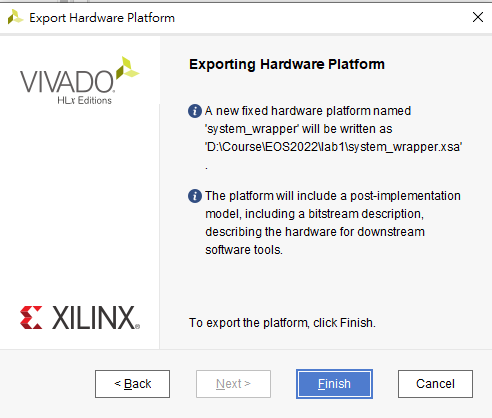 Export Hardware Platform
VIVADO
HLx Editions
XILINX
Exporting Hardware Platform
A new fixed hardware platform named
'system_wrapper' will be written as
'D:\Course\EOS2022\lab1\system_wrapper.xsa'
.
The platform will include a post-implementation
model, including a bitstream description,
describing the hardware for downstream
software tools.
To export the platform, click Finish.
< Back
Next >
Finish
Cancel